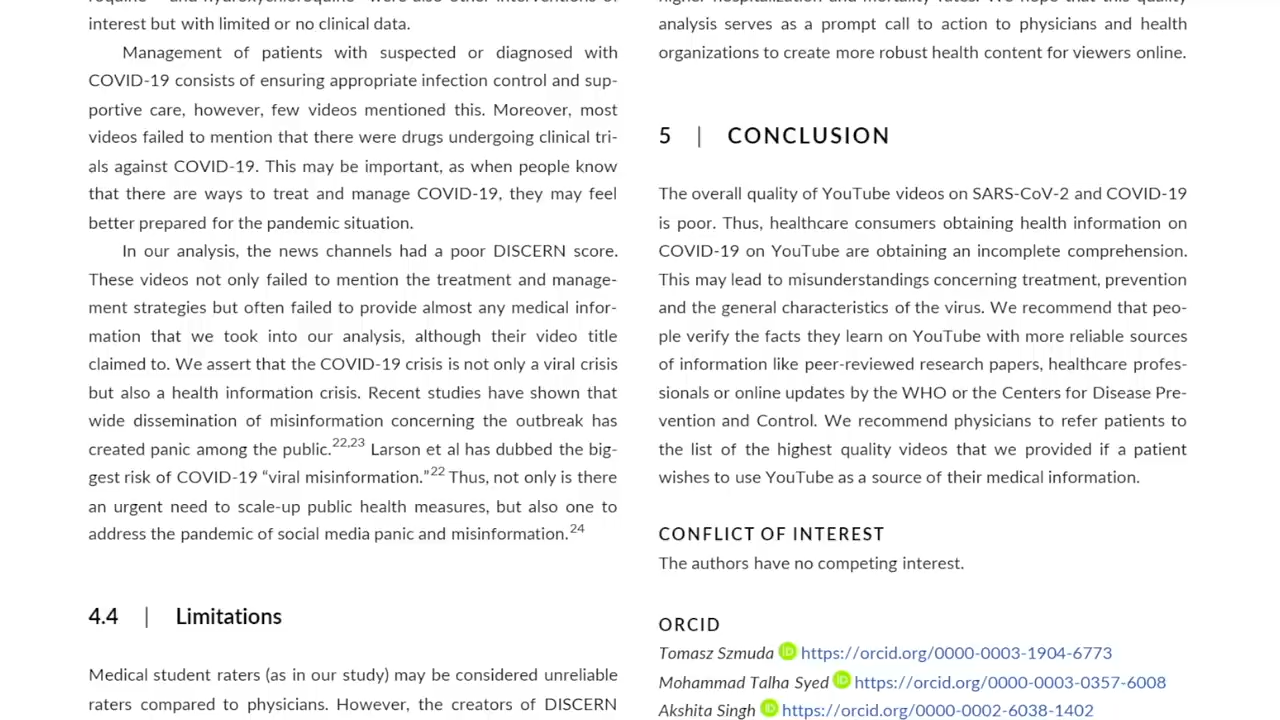 interest but with limited or no clinical data.
Management of patients with suspected or diagnosed with
COVID-19 consists of ensuring appropriate infection control and sup-
portive care, however, few videos mentioned this. Moreover, most
videos failed to mention that there were drugs undergoing clinical tri-
als against COVID-19. This may be important, as when people know
that there are ways to treat and manage COVID-19, they may feel
better prepared for the pandemic situation.
In our analysis, the news channels had a poor DISCERN score.
These videos not only failed to mention the treatment and manage-
ment strategies but often failed to provide almost any medical infor-
mation that we took into our analysis, although their video title
claimed to. We assert that the COVID-19 crisis is not only a viral crisis
but also a health information crisis. Recent studies have shown that
wide dissemination of misinformation concerning the outbreak has
created panic among the public.22,23 Larson et al has dubbed the big-
gest risk of COVID-19 “viral misinformation.”22 Thus, not only is there
an urgent need to scale-up public health measures, but also one to
address the pandemic of social media panic and misinformation.24
4.4 | Limitations
Medical student raters (as in our study) may be considered unreliable
raters compared to physicians. However, the creators of DISCERN
analysis serves as a prompt call to action to physicians and health
organizations to create more robust health content for viewers online.
5 | CONCLUSION
The overall quality of YouTube videos on SARS-CoV-2 and COVID-19
is poor. Thus, healthcare consumers obtaining health information on
COVID-19 on YouTube are obtaining an incomplete comprehension.
This may lead to misunderstandings concerning treatment, prevention
and the general characteristics of the virus. We recommend that peo-
ple verify the facts they learn on YouTube with more reliable sources
of information like peer-reviewed research papers, healthcare profes-
sionals or online updates by the WHO or the Centers for Disease Pre-
vention and Control. We recommend physicians to refer patients to
the list of the highest quality videos that we provided if a patient
wishes to use YouTube as a source of their medical information.
CONFLICT OF INTEREST
The authors have no competing interest.
ORCID
Tomasz Szmuda iD https://orcid.org/0000-0003-1904-6773
Mohammad Talha Syed iD https://orcid.org/0000-0003-0357-6008
Akshita Singh iD https://orcid.org/0000-0002-6038-1402